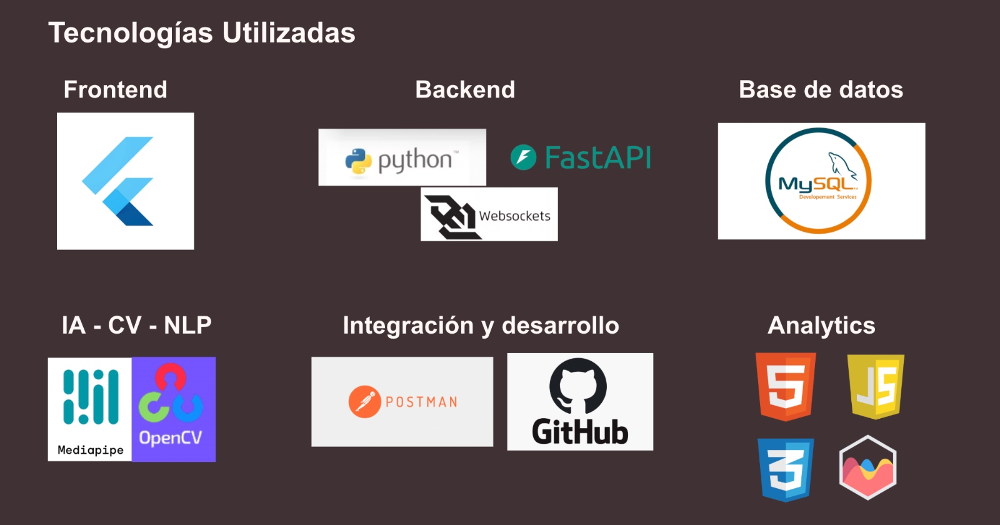 Tecnologías Utilizadas
Frontend
Backend
Base de datos
python™
FastAPI
Websockets
MySQL™
Developement Services
IA - CV - NLP
Integración y desarrollo
Analytics
Mediapipe
OpenCV
POSTMAN
GitHub
5
JS
3